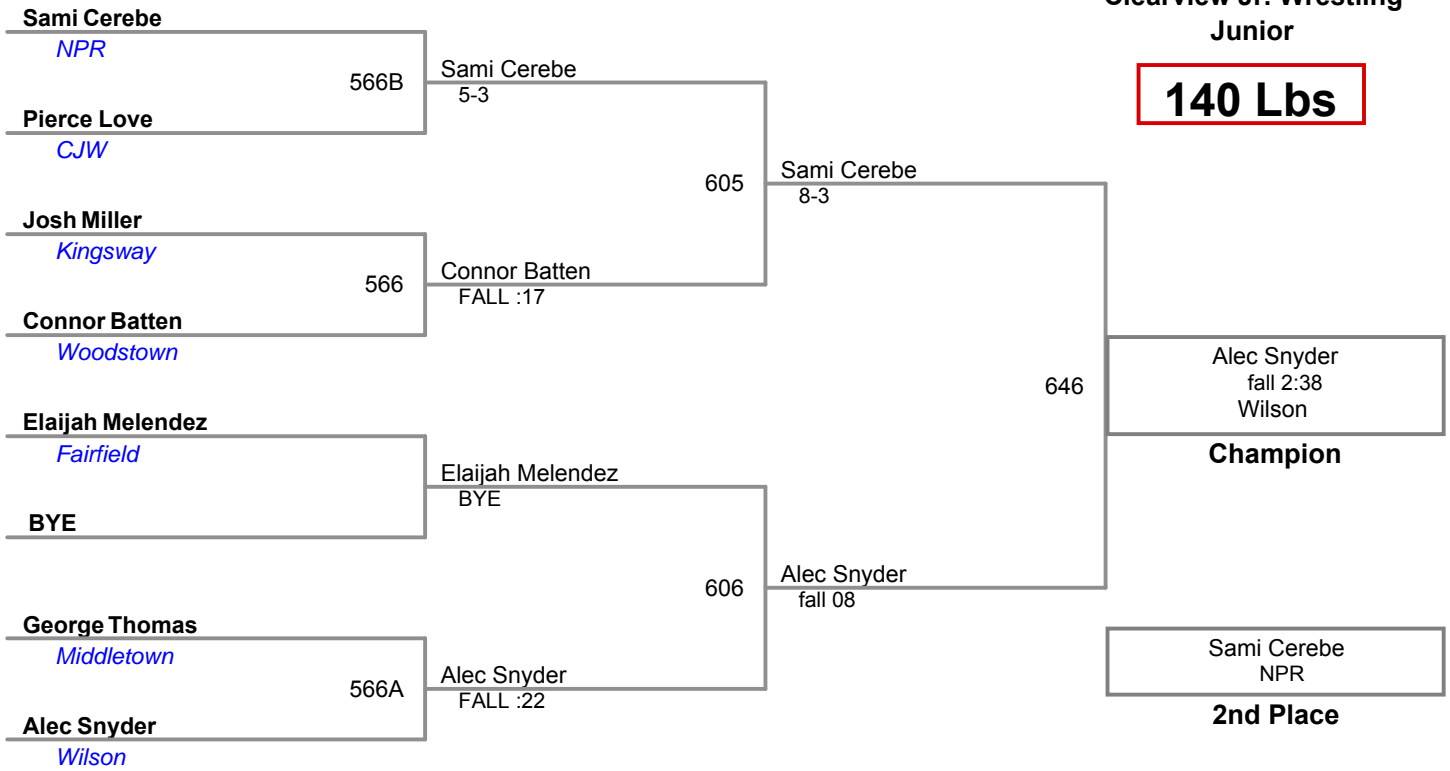 Clearview Jr. Wrestling
Junior
140 Lbs
Sami Cerebe
NPR
566B
Pierce Love
CJW
Sami Cerebe
5-3
605
Josh Miller
Kingsway
566
Connor Batten
Woodstown
Connor Batten
FALL :17
Sami Cerebe
8-3
646
Elaijah Melendez
Fairfield
BYE
Elaijah Melendez
BYE
606
George Thomas
Middletown
566A
Alec Snyder
Wilson
Alec Snyder
FALL :22
Alec Snyder
fall 08
Alec Snyder
fall 2:38
Wilson
Champion
Sami Cerebe
NPR
2nd Place